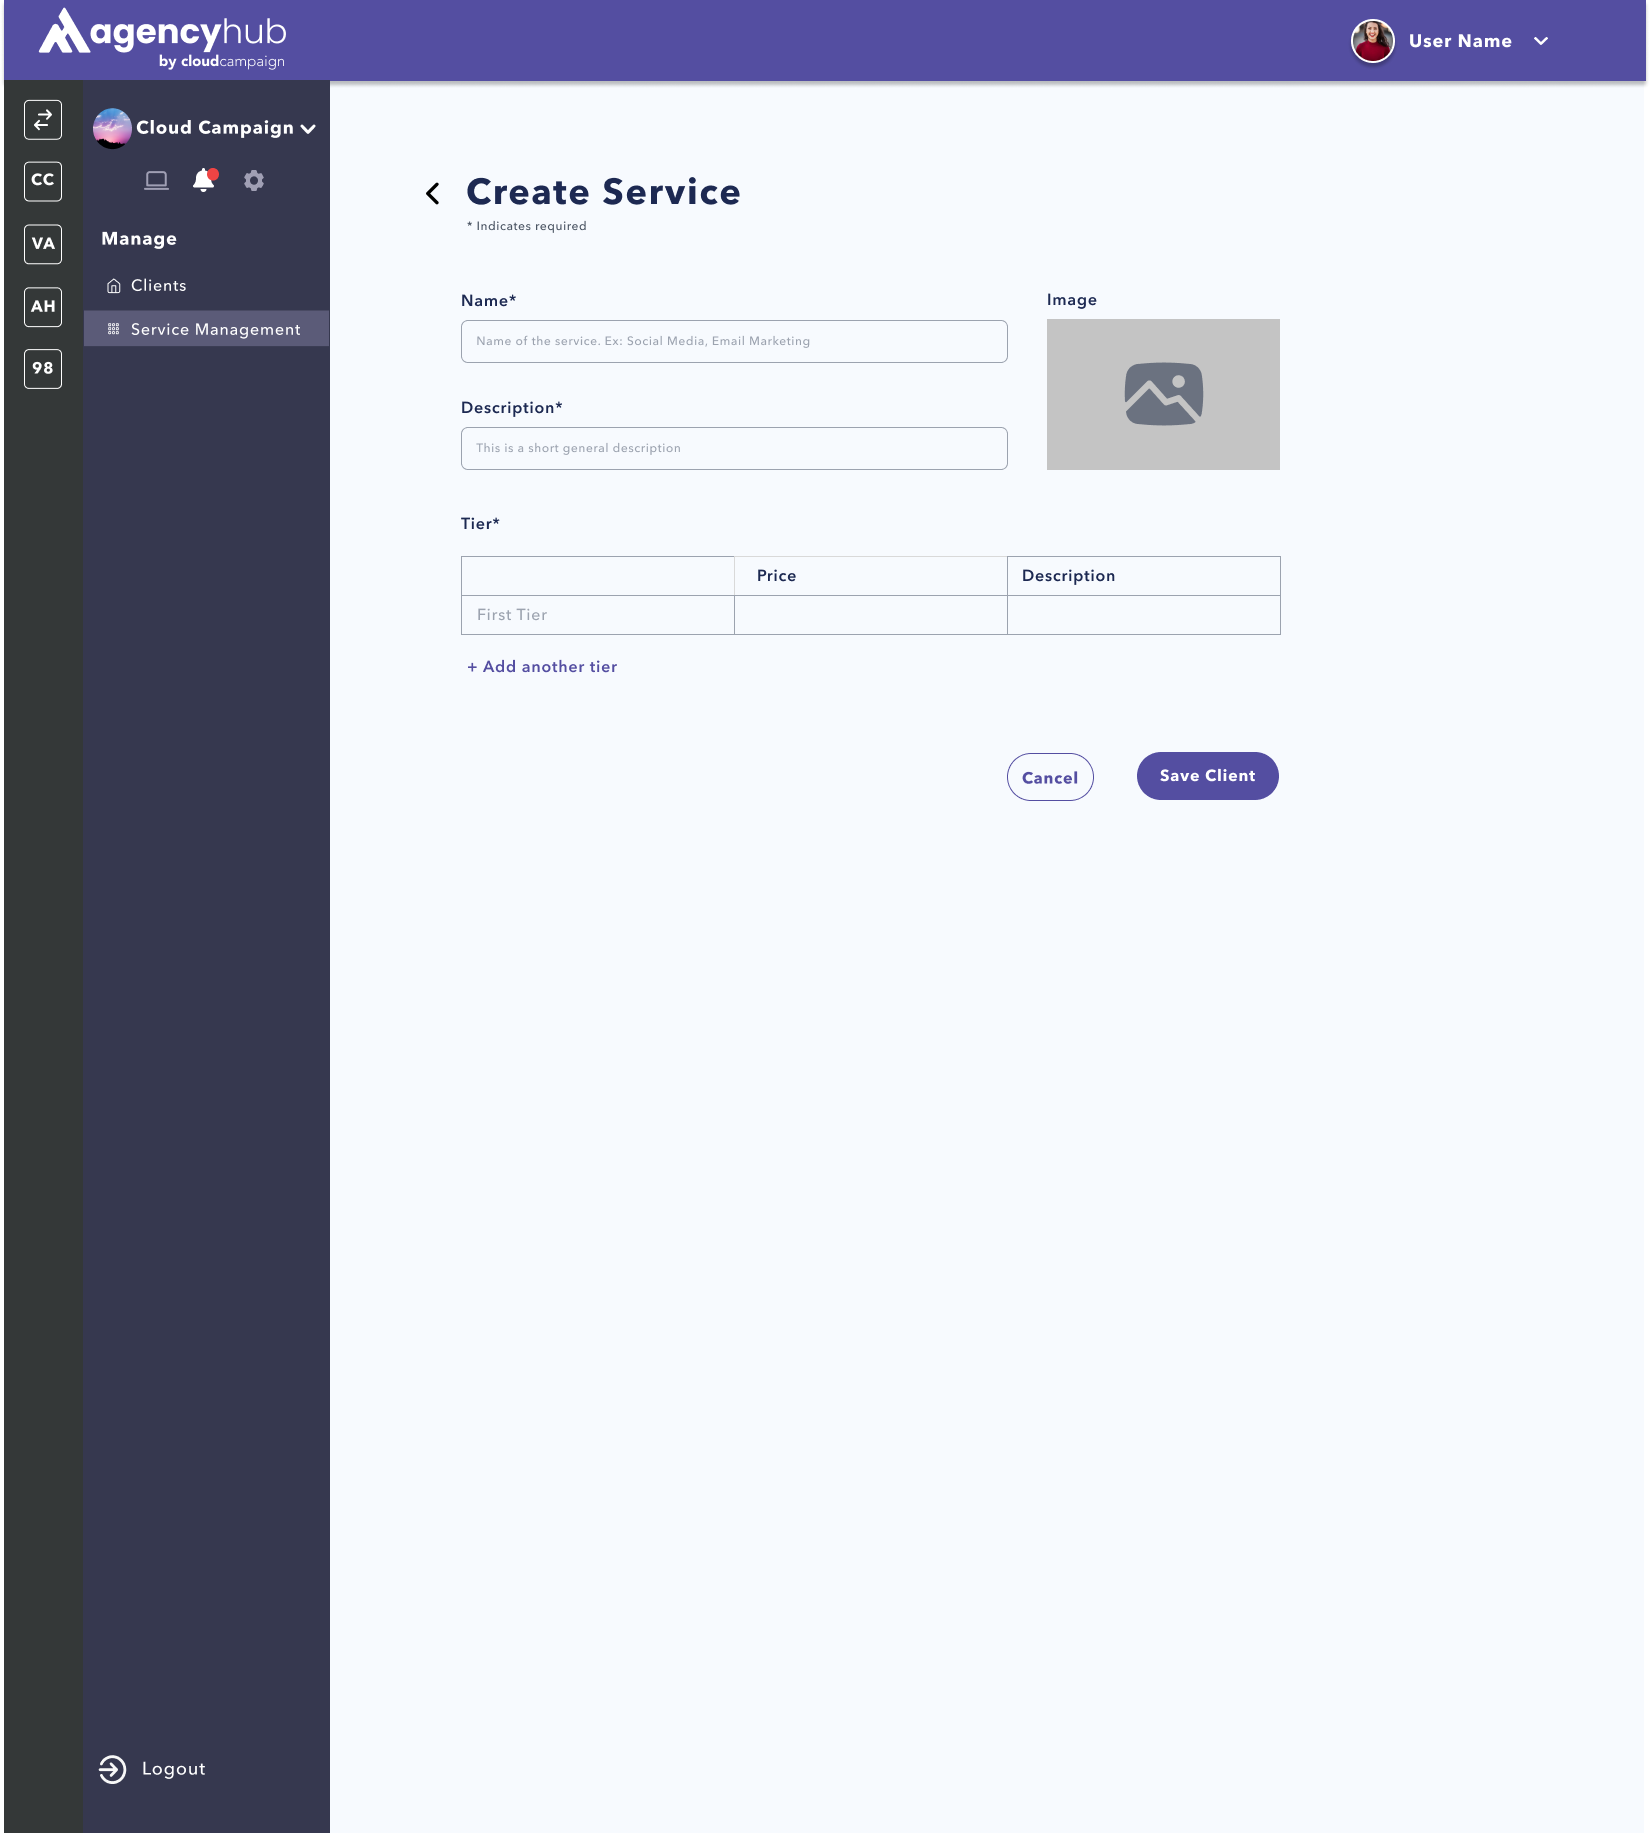 agencyhub
by cloudcampaign
User Name
CC
VA
AH
98
Cloud Campaign
Manage
Clients
Service Management
Logout
Create Service
* Indicates required
Name*
Name of the service. Ex: Social Media, Email Marketing
Description*
This is a short general description
Image
Tier*
Price Description
First Tier
+ Add another tier
Cancel Save Client